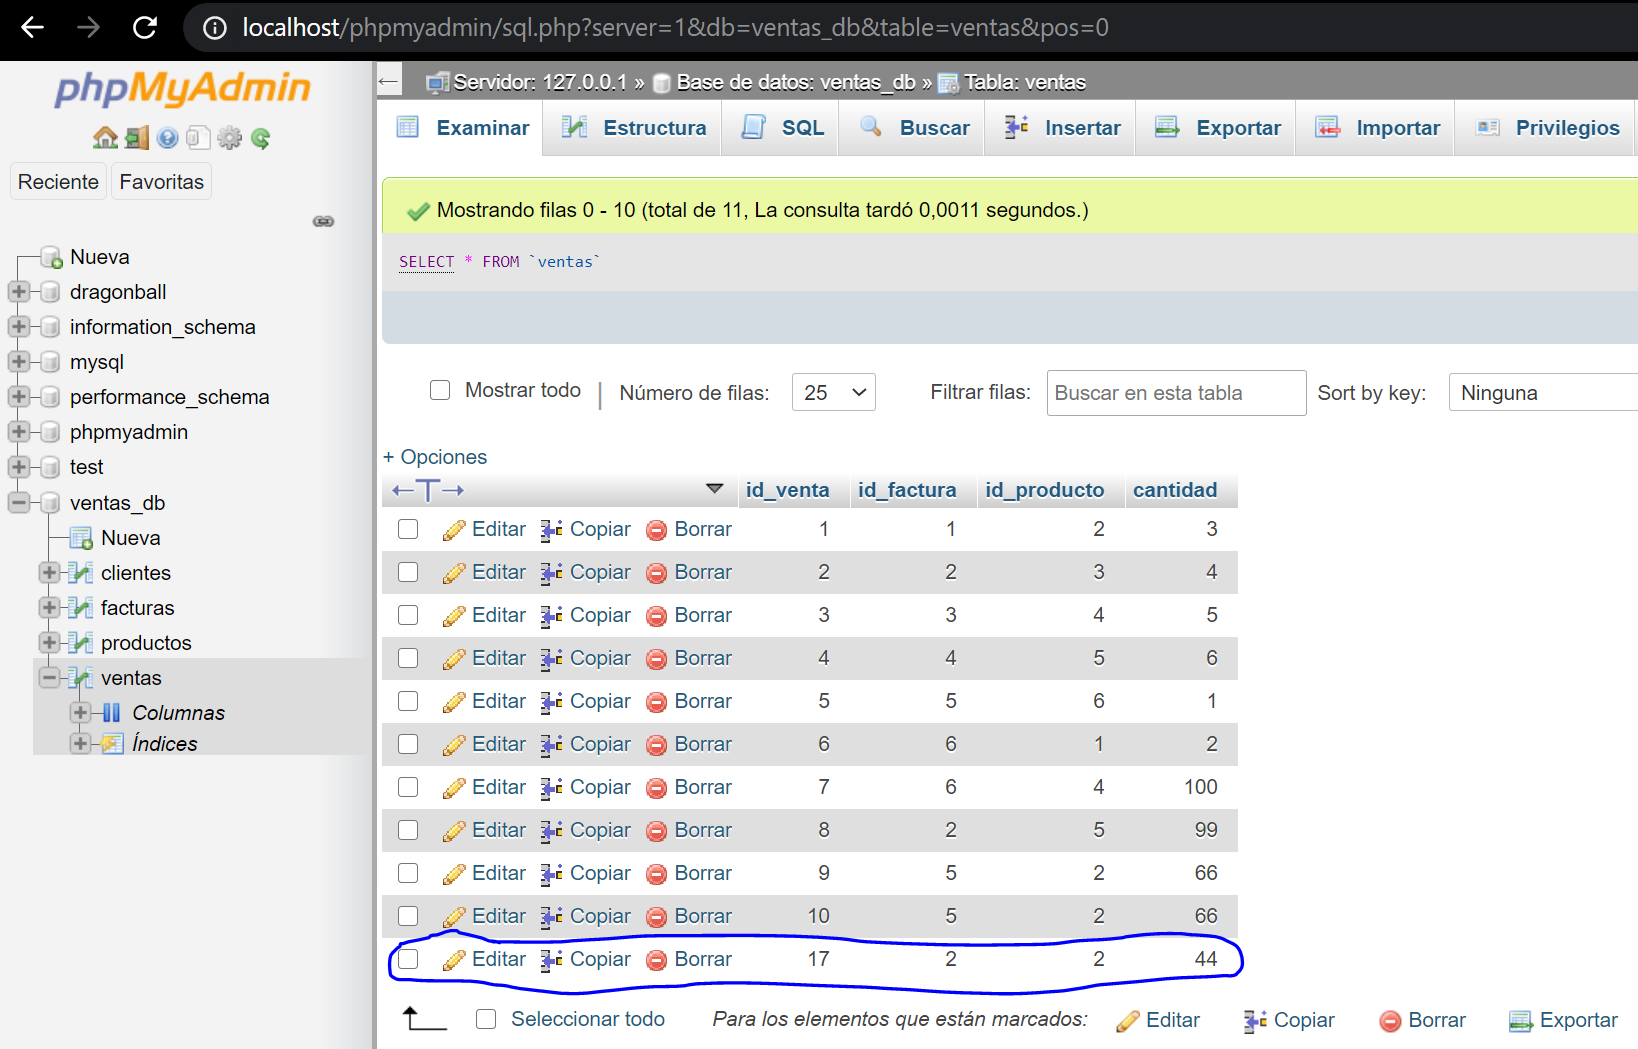 localhost/phpmyadmin/sql.php?server=1&db=ventas_db&table=ventas&pos=0
phpMyAdmin
Reciente Favoritas
Nueva
dragonball
information_schema
mysql
performance_schema
phpmyadmin
test
ventas_db
Nueva
clientes
facturas
productos
ventas
Columnas
Índices
Servidor: 127.0.0.1 » Base de datos: ventas_db » Tabla: ventas
Examinar Estructura SQL Buscar Insertar Exportar Importar Privilegios
Mostrando filas 0 - 10 (total de 11, La consulta tardó 0,0011 segundos.)
SELECT * FROM `ventas`
Mostrar todo | Número de filas: 25 Filtrar filas: Buscar en esta tabla Sort by key: Ninguna
+ Opciones
←T→ id_venta id_factura id_producto cantidad
Editar Copiar Borrar 1 1 2 3
Editar Copiar Borrar 2 2 3 4
Editar Copiar Borrar 3 3 4 5
Editar Copiar Borrar 4 4 5 6
Editar Copiar Borrar 5 5 6 1
Editar Copiar Borrar 6 6 1 2
Editar Copiar Borrar 7 6 4 100
Editar Copiar Borrar 8 2 5 99
Editar Copiar Borrar 9 5 2 66
Editar Copiar Borrar 10 5 2 66
Editar Copiar Borrar 17 2 2 44
Seleccionar todo Para los elementos que están marcados: Editar Copiar Borrar Exportar